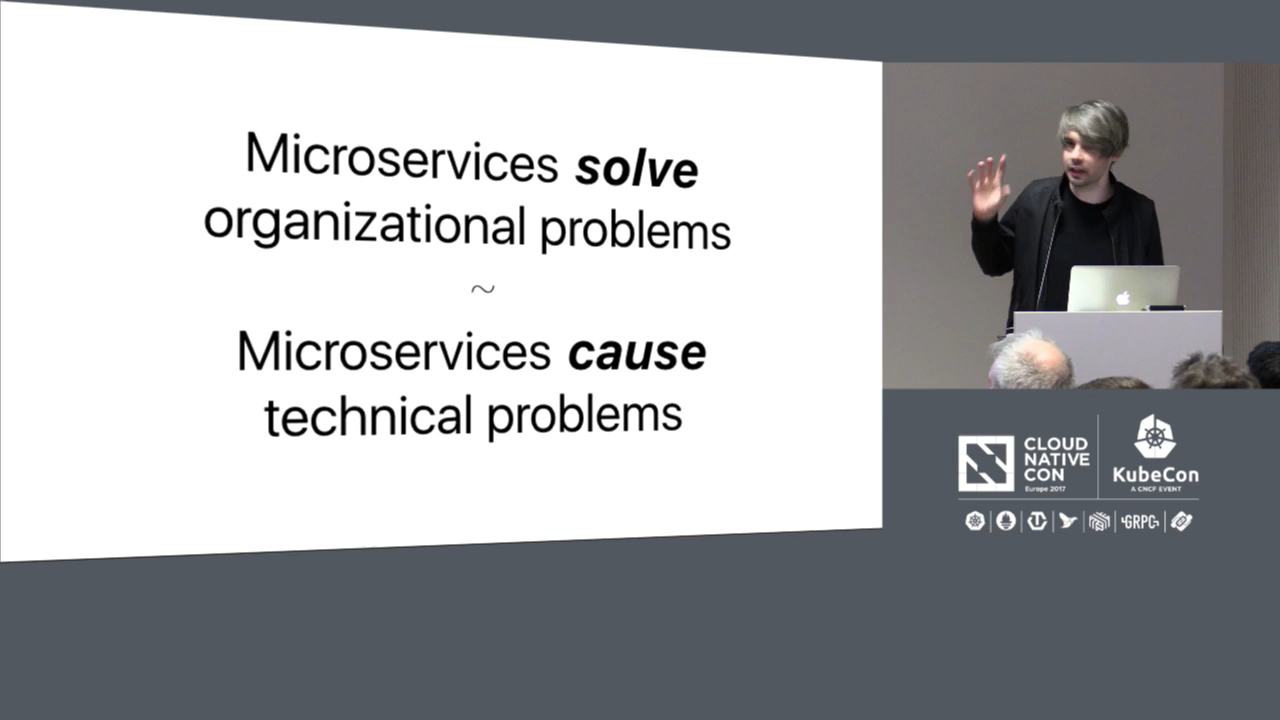 Microservices solve
organizational problems
~
Microservices cause
technical problems
CLOUD
NATIVE
CON
Europe 2017
KubeCon
A CNCF EVENT
GRPC